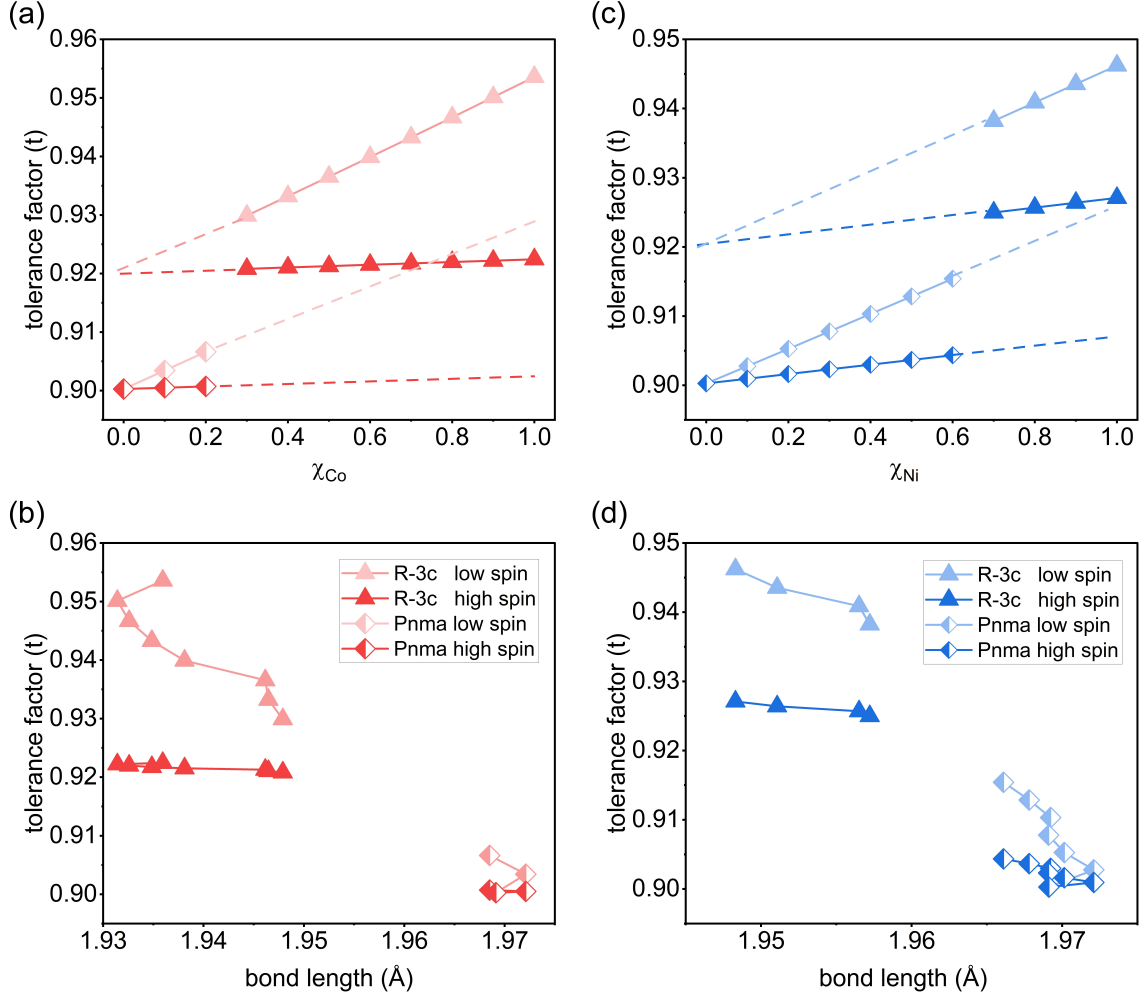 (a)
0.96
0.95
0.94
0.93
0.92
0.91
0.90
tolerance factor (t)
0.0 0.2 0.4 0.6 0.8 1.0
χCo
(c)
0.95
0.94
0.93
0.92
0.91
0.90
tolerance factor (t)
0.0 0.2 0.4 0.6 0.8 1.0
χNi
(b)
0.96
0.95
0.94
0.93
0.92
0.91
0.90
tolerance factor (t)
R-3c low spin
R-3c high spin
Pnma low spin
Pnma high spin
1.93 1.94 1.95 1.96 1.97
bond length (Å)
(d)
0.95
0.94
0.93
0.92
0.91
0.90
tolerance factor (t)
R-3c low spin
R-3c high spin
Pnma low spin
Pnma high spin
1.95 1.96 1.97
bond length (Å)